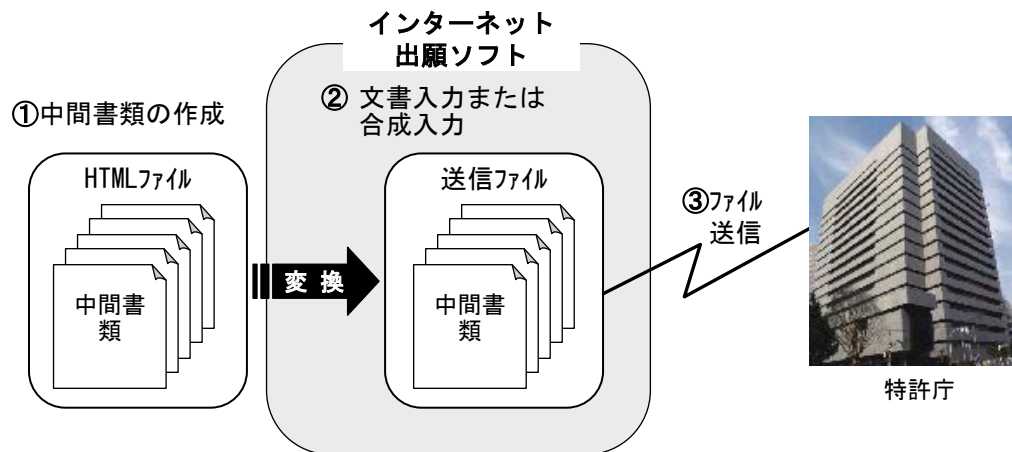 インターネット
出願ソフト
①中間書類の作成
② 文書入力または
合成入力
HTMLﾌｧｲﾙ
中間書
類
変 換
送信ﾌｧｲﾙ
中間書
類
③ﾌｧｲﾙ
送信
特許庁